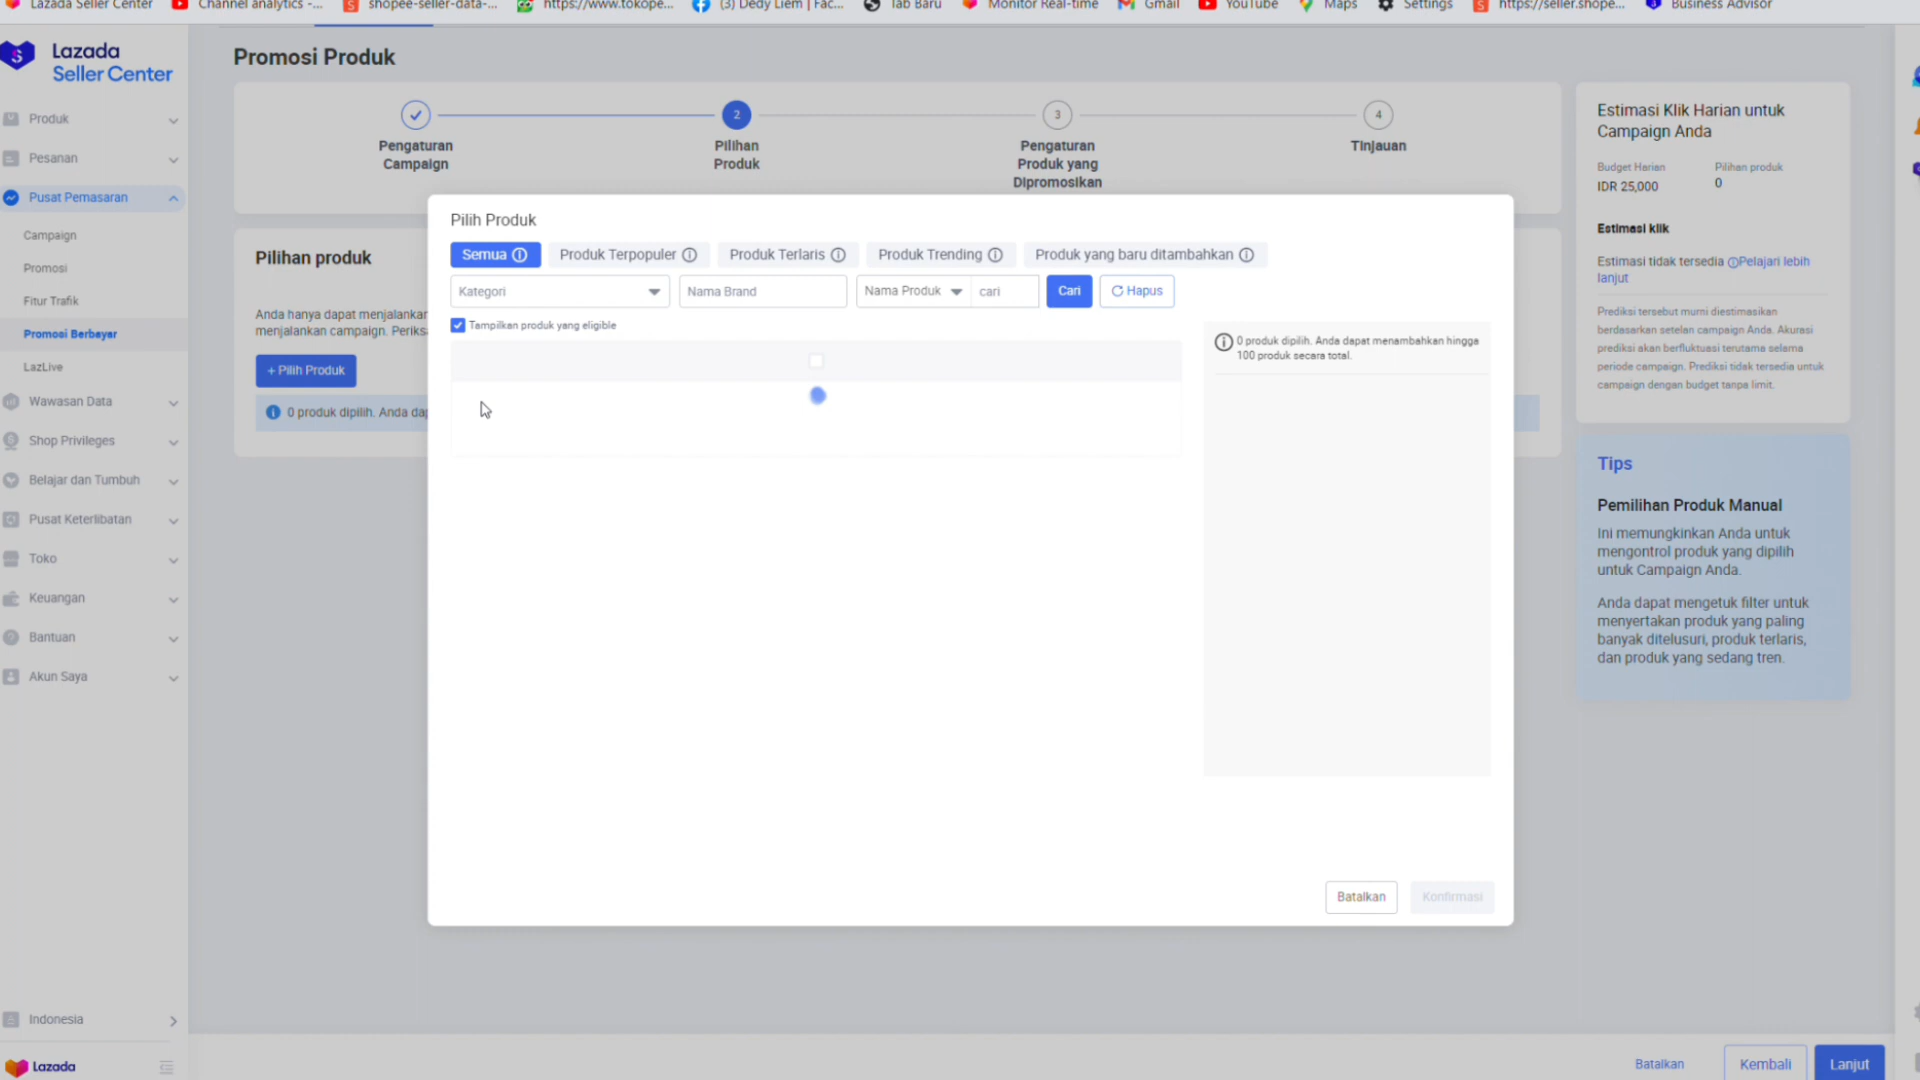 Lazada Seller Center
Channel analytics -...
shopee-seller-data-...
https://www.tokope...
(3) Dedy Liem | Fac...
Tab Baru
Monitor Real-time
Gmail
YouTube
Maps
Settings
https://seller.shope...
Business Advisor
Lazada
Seller Center
Produk
Pesanan
Pusat Pemasaran
Campaign
Promosi
Fitur Trafik
Promosi Berbayar
LazLive
Wawasan Data
Shop Privileges
Belajar dan Tumbuh
Pusat Keterlibatan
Toko
Keuangan
Bantuan
Akun Saya
Indonesia
Lazada
Promosi Produk
2
3
4
Pengaturan
Campaign
Pilihan
Produk
Pengaturan
Produk yang
Dipromosikan
Tinjauan
Pilihan produk
Anda hanya dapat menjalankan
menjalankan campaign. Periks
+ Pilih Produk
0 produk dipilih. Anda dap
Pilih Produk
Semua
Produk Terpopuler
Produk Terlaris
Produk Trending
Produk yang baru ditambahkan
Kategori
Nama Brand
Nama Produk
cari
Cari
Hapus
Tampilkan produk yang eligible
0 produk dipilih. Anda dapat menambahkan hingga
100 produk secara total.
Batalkan
Konfirmasi
Estimasi Klik Harian untuk
Campaign Anda
Budget Harian
Pilihan produk
IDR 25,000
0
Estimasi klik
Estimasi tidak tersedia Pelajari lebih
lanjut
Prediksi tersebut murni diestimasikan
berdasarkan setelan campaign Anda. Akurasi
prediksi akan berfluktuasi terutama selama
periode campaign. Prediksi tidak tersedia untuk
campaign dengan budget tanpa limit.
Tips
Pemilihan Produk Manual
Ini memungkinkan Anda untuk
mengontrol produk yang dipilih
untuk Campaign Anda.
Anda dapat mengetuk filter untuk
menyertakan produk yang paling
banyak ditelusuri, produk terlaris,
dan produk yang sedang tren.
Batalkan
Kembali
Lanjut